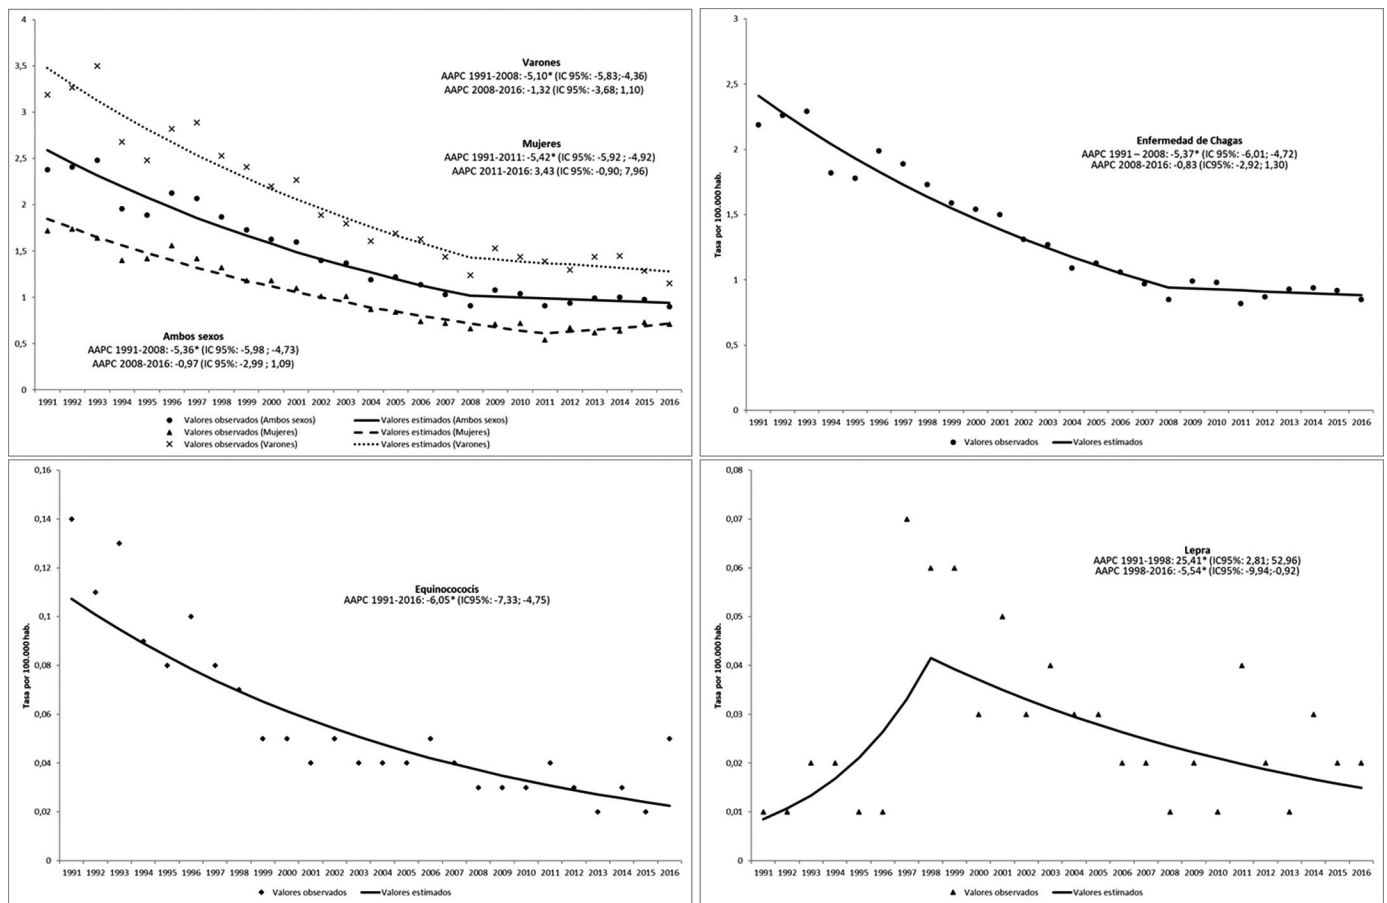 4
3,5
3
2,5
2
1,5
1
0,5
0
Varones
AAPC 1991-2008: -5,10* (IC 95%: -5,83;-4,36)
AAPC 2008-2016: -1,32 (IC %: -3,68; 1,10)
Mujeres
AAPC 1991-2011: -5,42* (IC %: -5,92 ; -4,92)
AAPC 2011-2016: 3,43 (IC %: -0,90; 7,96)
Ambos sexos
AAPC 1991-2008: -5,36* (IC 95%: -5,98 ; -4,73)
AAPC 2008-2016: -0,97 (IC 95%: -2,99 ; 1,09)
1991 1992 1993 1994 1995 1996 1997 1998 1999 2000 2001 2002 2003 2004 2005 2006 2007 2008 2009 2010 2011 2012 2013 2014 2015 2016
Valores observados (Ambos sexos) Valores estimados (Ambos sexos)
Valores observados (Mujeres) Valores estimados (Mujeres)
Valores observados (Varones) Valores estimados (Varones)
3
2,5
2
1,5
1
0,5
0
Tasa por 100.000 hab.
Enfermedad de Chagas
AAPC 1991 – 2008: -5,37* (IC %: -6,01; -4,72)
AAPC 2008-2016: -0,83 (IC95%: -2,92; 1,30)
1991 1992 1993 1994 1995 1996 1997 1998 1999 2000 2001 2002 2003 2004 2005 2006 2007 2008 2009 2010 2011 2012 2013 2014 2015 2016
Valores observados Valores estimados
0,16
0,14
0,12
0,10
0,08
0,06
0,04
0,02
0
Tasa por 100.000 hab.
Equinococosis
AAPC 1991-2016: -6,05* (IC95%: -7,33; -4,75)
1991 1992 1993 1994 1995 1996 1997 1998 1999 2000 2001 2002 2003 2004 2005 2006 2007 2008 2009 2010 2011 2012 2013 2014 2015 2016
Valores observados Valores estimados
0,08
0,07
0,06
0,05
0,04
0,03
0,02
0,01
0
Tasa por 100.000 hab.
Lepra
AAPC 1991-1998: 25,41* (IC95%: 2,81; 52,96)
AAPC 1998-2016: -5,54* (IC95%: -9,94;-0,92)
1991 1992 1993 1994 1995 1996 1997 1998 1999 2000 2001 2002 2003 2004 2005 2006 2007 2008 2009 2010 2011 2012 2013 2014 2015 2016
Valores observados Valores estimados